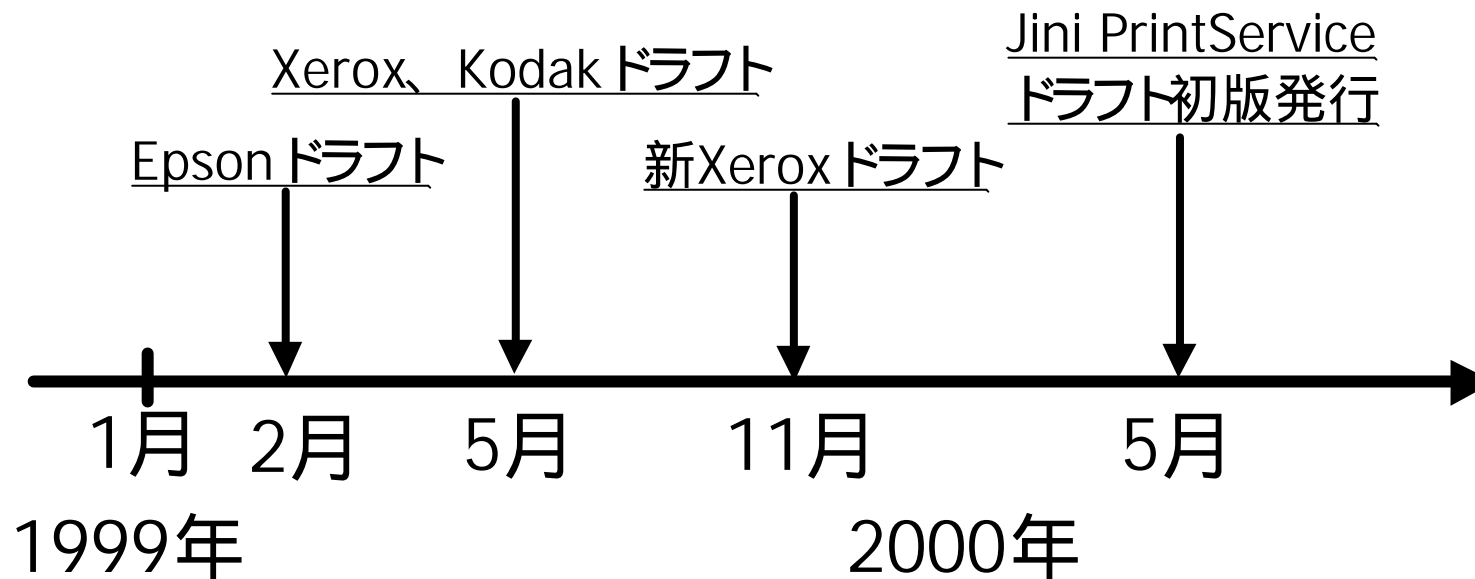 Jini PrintService
ドラフト初版発行
Xerox、 Kodak ドラフト
Epson ドラフト
新Xerox ドラフト
1月 2月 5月 11月 5月
1999年 2000年